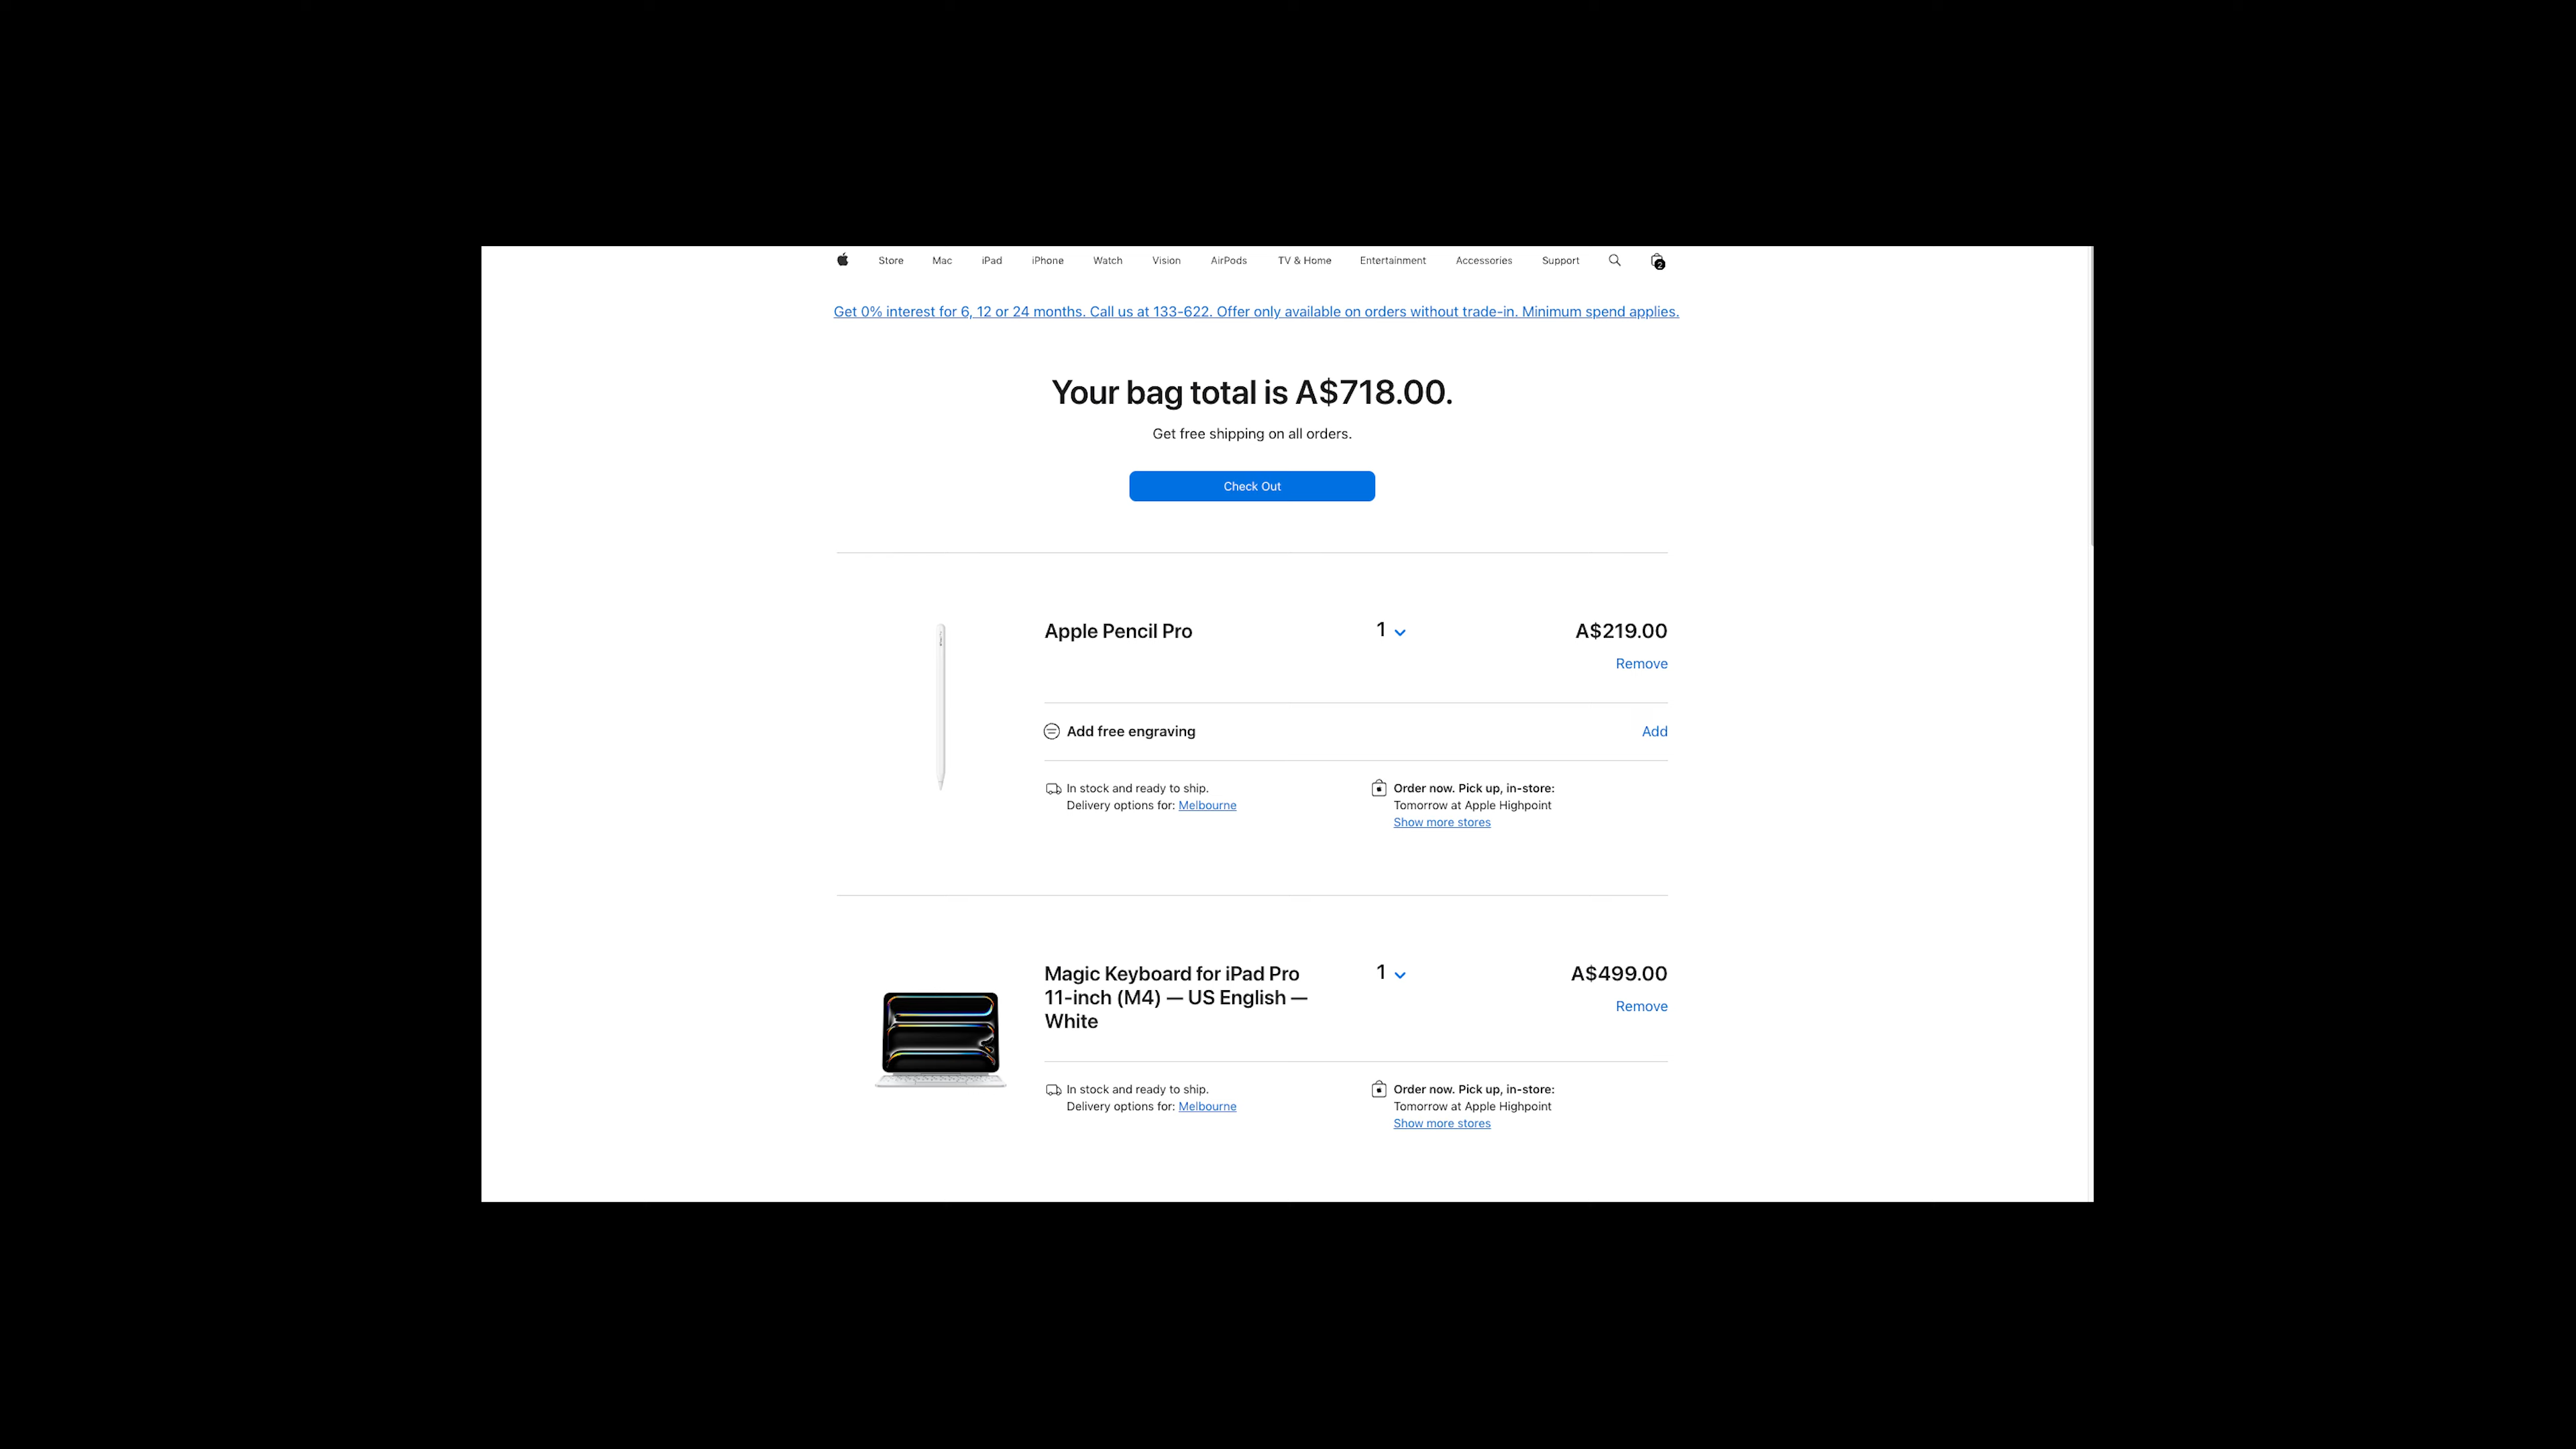 Store Mac iPad iPhone Watch Vision AirPods TV & Home Entertainment Accessories Support 2
Get 0% interest for 6, 12 or 24 months. Call us at 133-622. Offer only available on orders without trade-in. Minimum spend applies.
Your bag total is A$718.00.
Get free shipping on all orders.
Check Out
Apple Pencil Pro 1 A$219.00
Remove
Add free engraving Add
In stock and ready to ship.
Delivery options for: Melbourne
Order now. Pick up, in-store:
Tomorrow at Apple Highpoint
Show more stores
Magic Keyboard for iPad Pro
11-inch (M4) — US English —
White
1 A$499.00
Remove
In stock and ready to ship.
Delivery options for: Melbourne
Order now. Pick up, in-store:
Tomorrow at Apple Highpoint
Show more stores